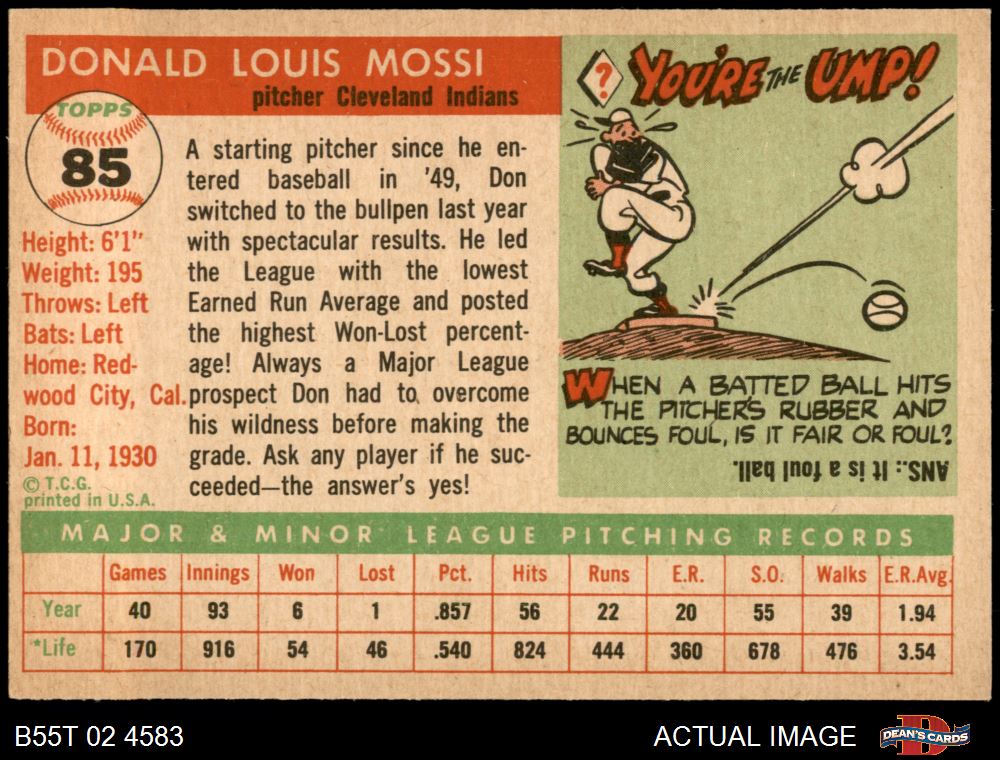 DONALD LOUIS MOSSI
pitcher Cleveland Indians
TOPPS
85
Height: 6'1"
Weight: 195
Throws: Left
Bats: Left
Home: Red-
wood City, Cal.
Born:
Jan. 11, 1930
© T.C.G.
printed in U.S.A.
A starting pitcher since he en-
tered baseball in '49, Don
switched to the bullpen last year
with spectacular results. He led
the League with the lowest
Earned Run Average and posted
the highest Won-Lost percent-
age! Always a Major League
prospect Don had to overcome
his wildness before making the
grade. Ask any player if he suc-
ceeded—the answer's yes!
? YOU'RE THE UMP!
WHEN A BATTED BALL HITS
THE PITCHER'S RUBBER AND
BOUNCES FOUL, IS IT FAIR OR FOUL?
ANS.: It is a foul ball.
MAJOR & MINOR LEAGUE PITCHING RECORDS
Games Innings Won Lost Pct. Hits Runs E.R. S.O. Walks E.R.Avg.
Year 40 93 6 1 .857 56 22 20 55 39 1.94
*Life 170 916 54 46 .540 824 444 360 678 476 3.54
B55T 02 4583
ACTUAL IMAGE
D
DEAN'S CARDS